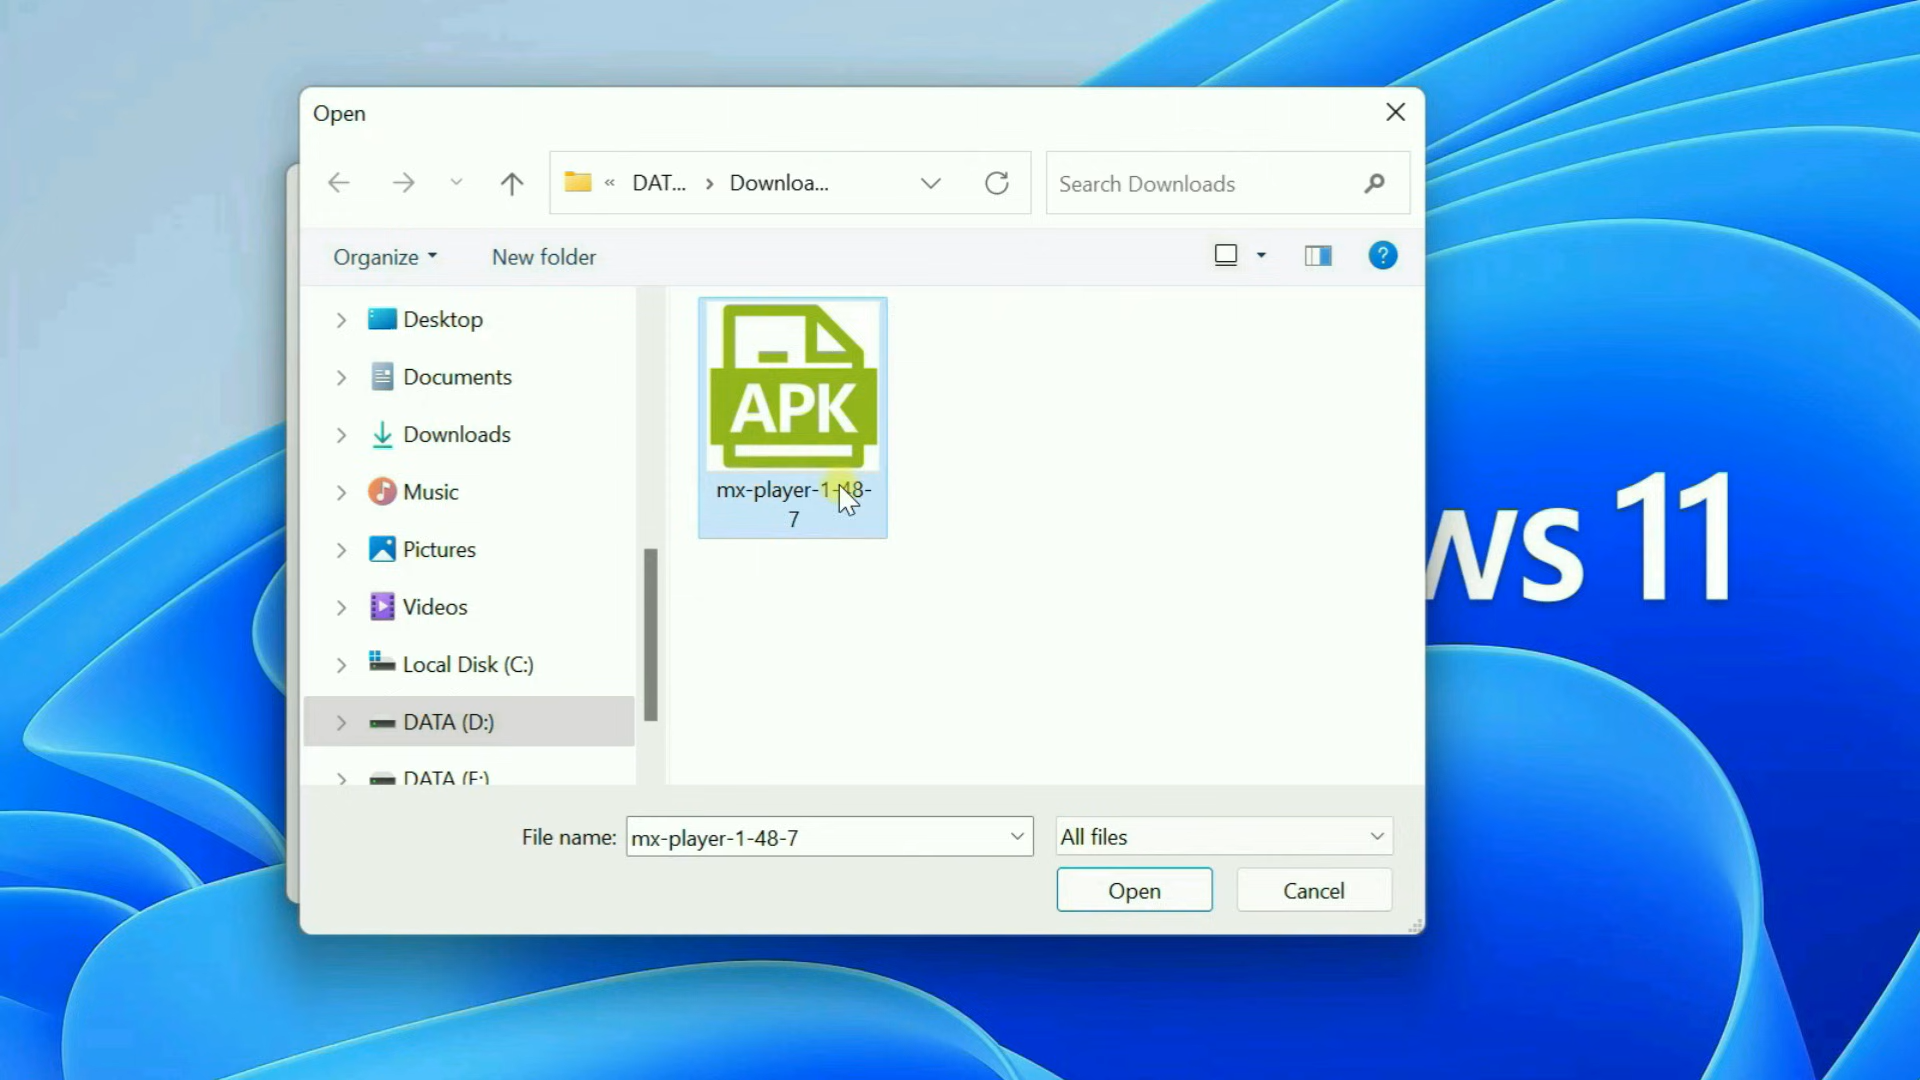 Open
« DAT... › Downloa...
Search Downloads
Organize
New folder
?
Desktop
Documents
Downloads
Music
Pictures
Videos
Local Disk (C:)
DATA (D:)
APK
mx-player-1-48-
7
ws 11
File name: mx-player-1-48-7
All files
Open
Cancel